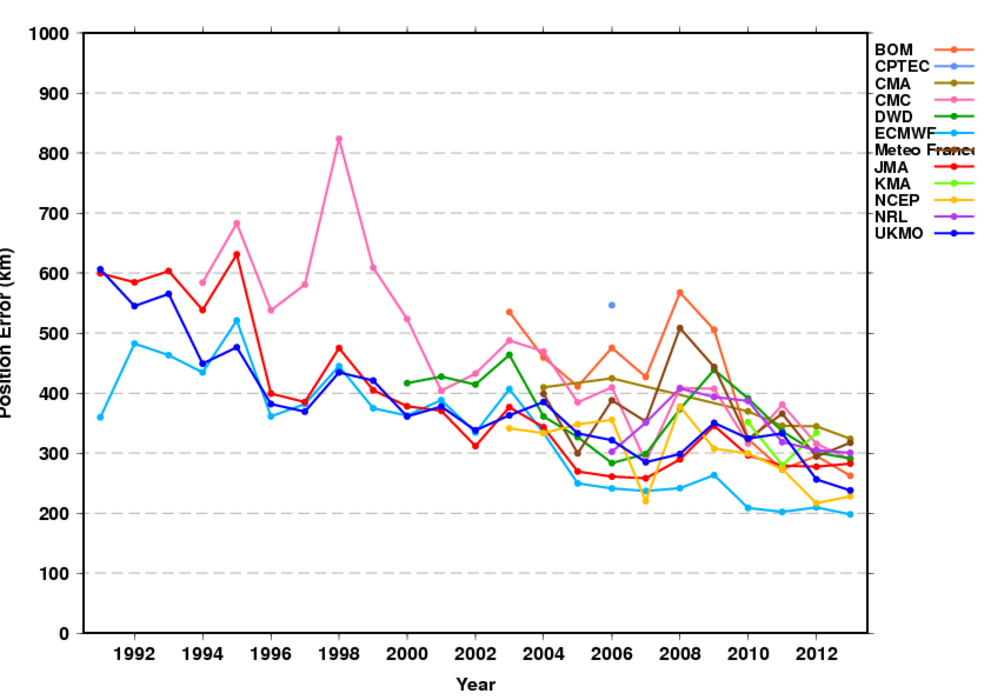 1000
900
800
700
600
500
400
300
200
100
0
Position Error (km)
1992 1994 1996 1998 2000 2002 2004 2006 2008 2010 2012
Year
BOM
CPTEC
CMA
CMC
DWD
ECMWF
Meteo France
JMA
KMA
NCEP
NRL
UKMO